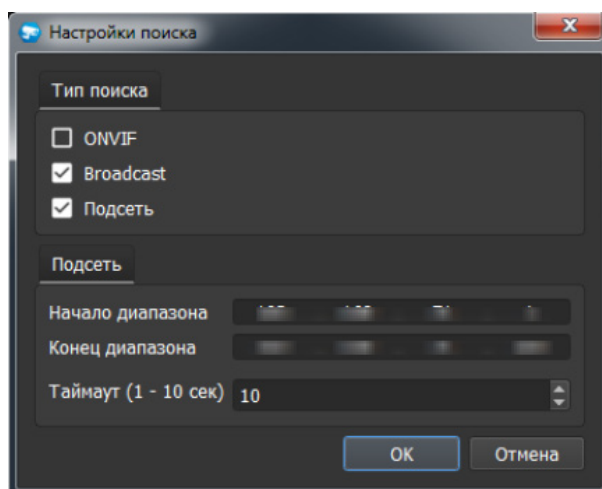 Настройки поиска
Тип поиска
ONVIF
Broadcast
Подсеть
Подсеть
Начало диапазона
Конец диапазона
Таймаут (1 - 10 сек) 10
OK Отмена